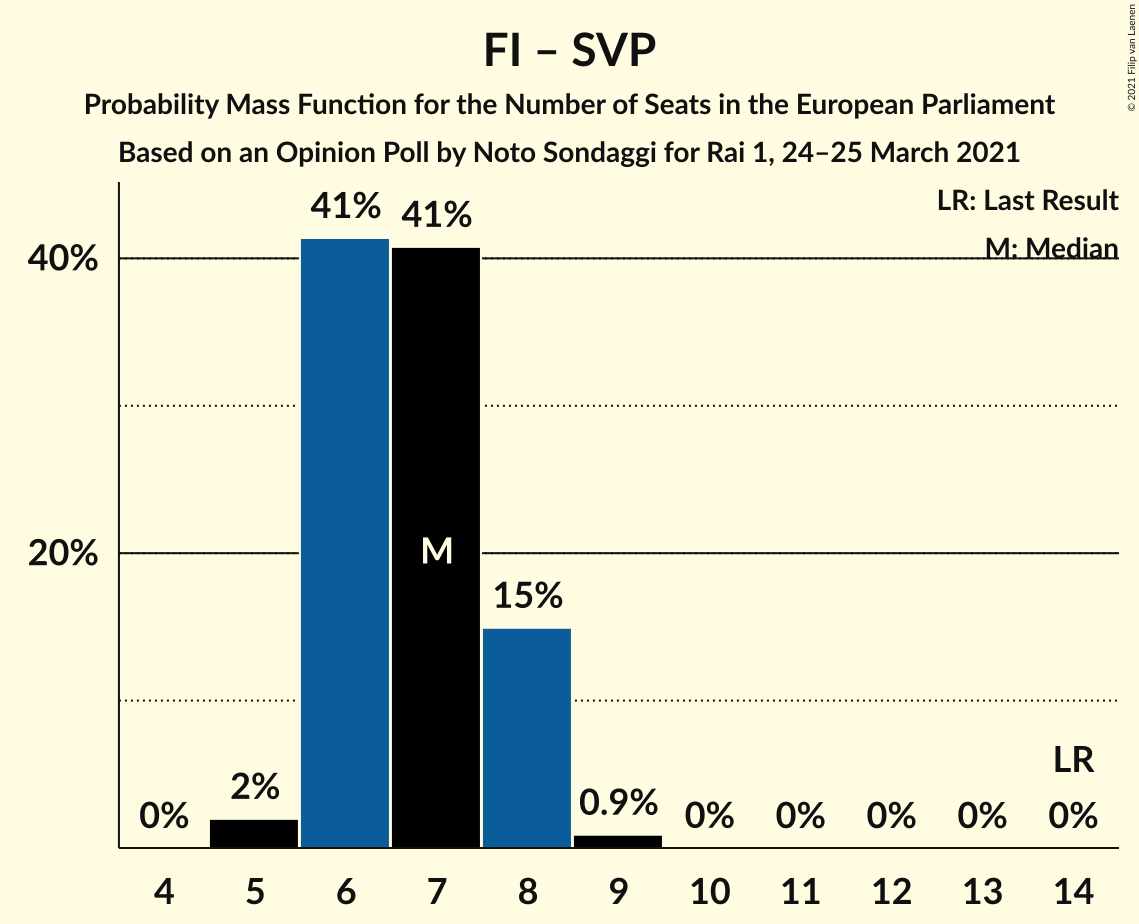 FI – SVP
Probability Mass Function for the Number of Seats in the European Parliament
Based on an Opinion Poll by Noto Sondaggi for Rai 1, 24–25 March 2021
© 2021 Filip van Laenen
LR: Last Result
M: Median
40%
20%
0%
2%
41%
41%
15%
0.9%
0%
0%
0%
0%
0%
M
LR
4 5 6 7 8 9 10 11 12 13 14